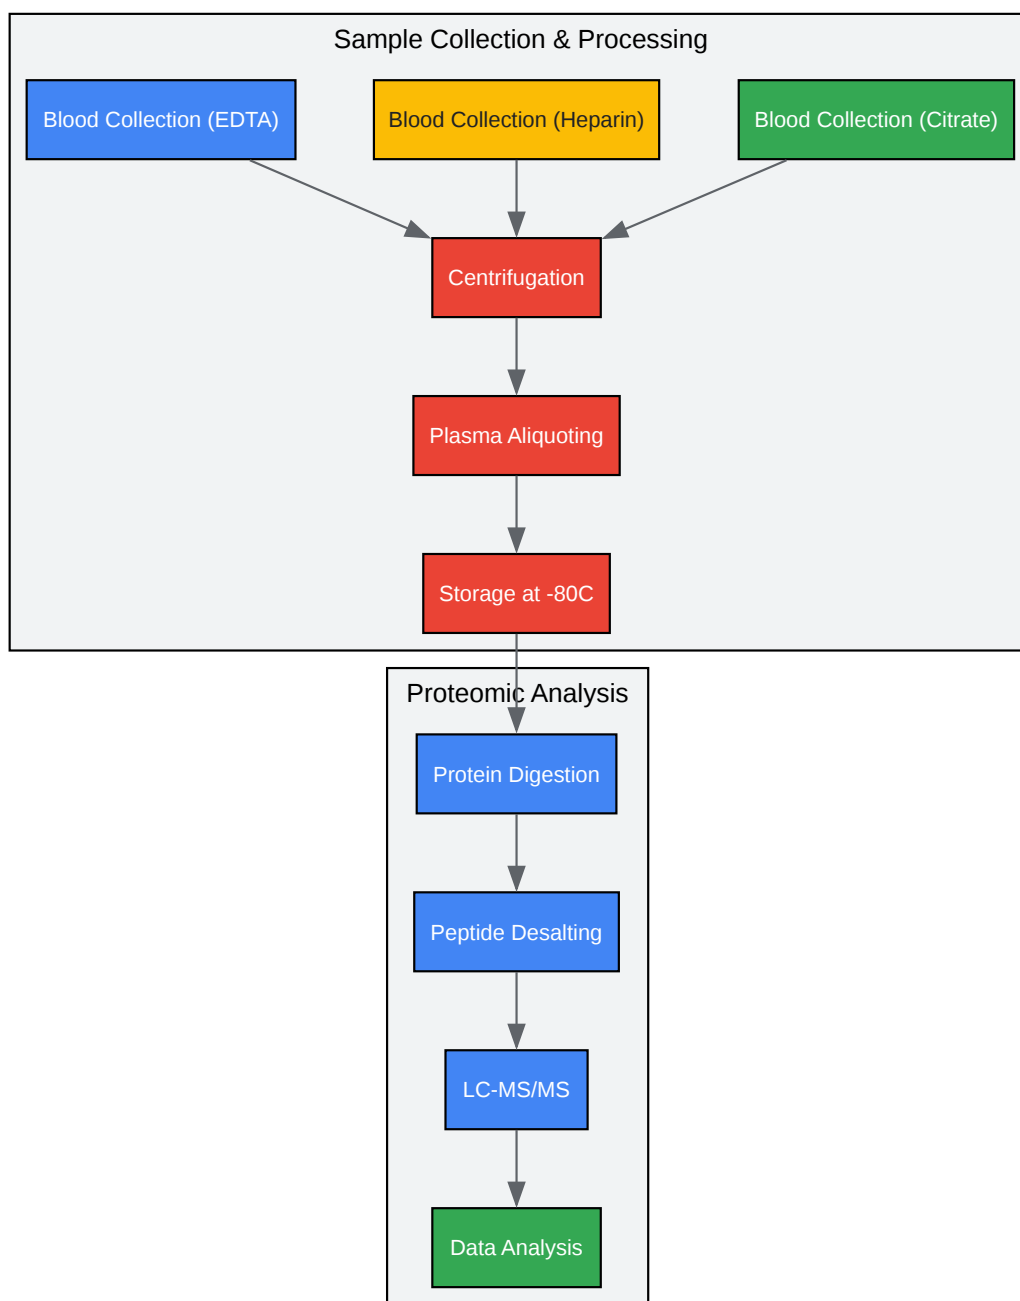 Sample Collection & Processing
Blood Collection (EDTA)
Blood Collection (Heparin)
Blood Collection (Citrate)
Centrifugation
Plasma Aliquoting
Storage at -80C
Proteomic Analysis
Protein Digestion
Peptide Desalting
LC-MS/MS
Data Analysis